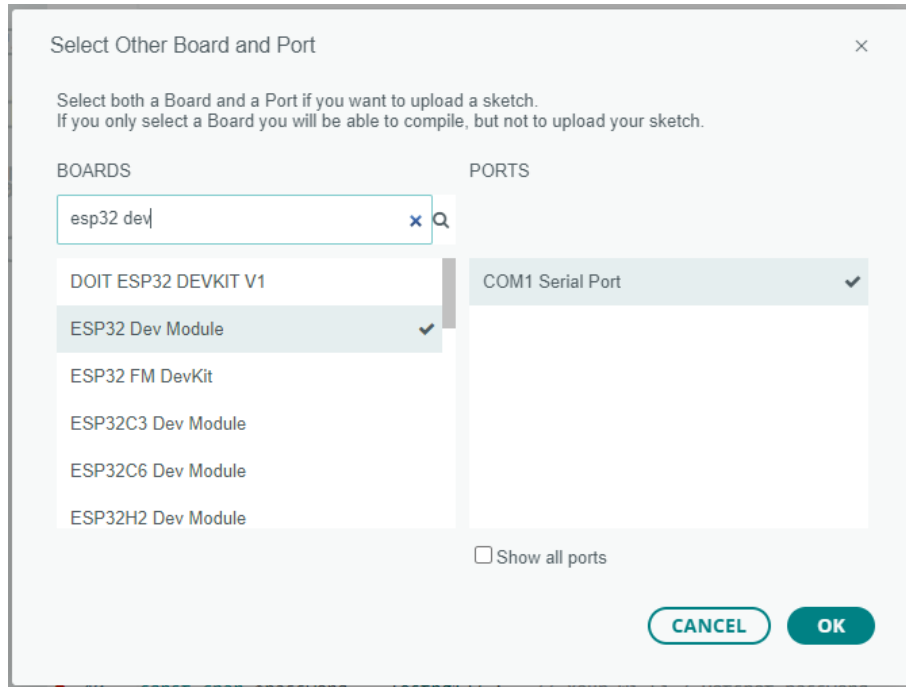 Select Other Board and Port
Select both a Board and a Port if you want to upload a sketch.
If you only select a Board you will be able to compile, but not to upload your sketch.
BOARDS
PORTS
esp32 dev
DOIT ESP32 DEVKIT V1
ESP32 Dev Module
ESP32 FM DevKit
ESP32C3 Dev Module
ESP32C6 Dev Module
ESP32H2 Dev Module
COM1 Serial Port
Show all ports
CANCEL
OK